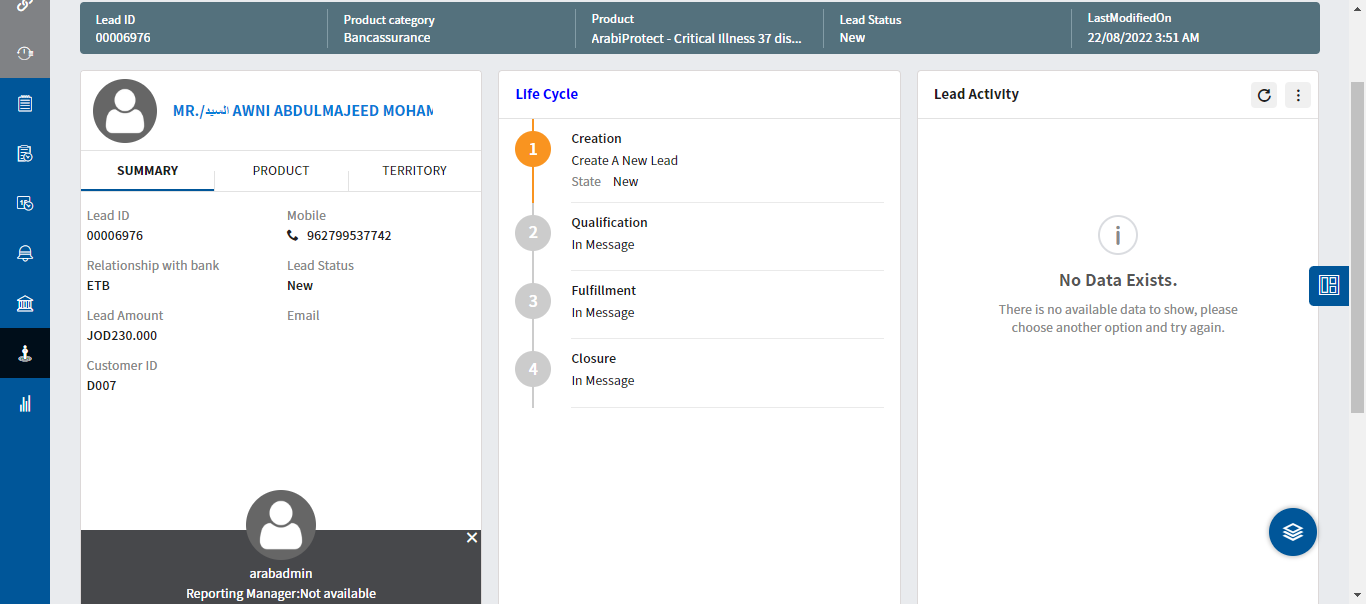 Lead ID
00006976
Product category
Bancassurance
Product
ArabiProtect - Critical Illness 37 dis...
Lead Status
New
LastModifiedOn
22/08/2022 3:51 AM
MR./السيد AWNI ABDULMAJEED MOHAM
SUMMARY
PRODUCT
TERRITORY
Lead ID
00006976
Mobile
962799537742
Relationship with bank
ETB
Lead Status
New
Lead Amount
JOD230.000
Email
Customer ID
D007
arabadmin
Reporting Manager:Not available
Life Cycle
1
Creation
Create A New Lead
State New
2
Qualification
In Message
3
Fulfillment
In Message
4
Closure
In Message
Lead Activity
No Data Exists.
There is no available data to show, please
choose another option and try again.